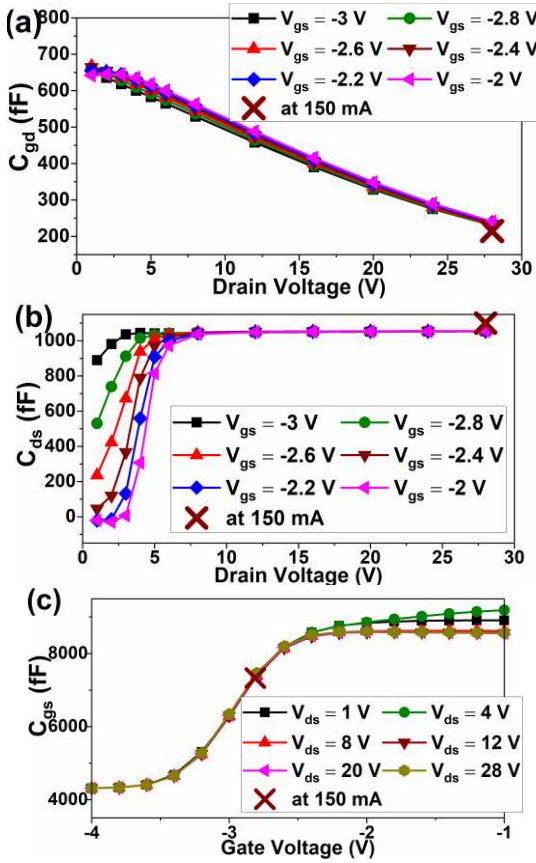 (a)
V_gs = -3 V V_gs = -2.8 V
V_gs = -2.6 V V_gs = -2.4 V
V_gs = -2.2 V V_gs = -2 V
at 150 mA
C_gd (fF)
800
700
600
500
400
300
200
0 5 10 15 20 25 30
Drain Voltage (V)
(b)
C_ds (fF)
1000
800
600
400
200
0
V_gs = -3 V V_gs = -2.8 V
V_gs = -2.6 V V_gs = -2.4 V
V_gs = -2.2 V V_gs = -2 V
at 150 mA
0 5 10 15 20 25 30
Drain Voltage (V)
(c)
C_gs (fF)
8000
6000
4000
V_ds = 1 V V_ds = 4 V
V_ds = 8 V V_ds = 12 V
V_ds = 20 V V_ds = 28 V
at 150 mA
-4 -3 -2 -1
Gate Voltage (V)